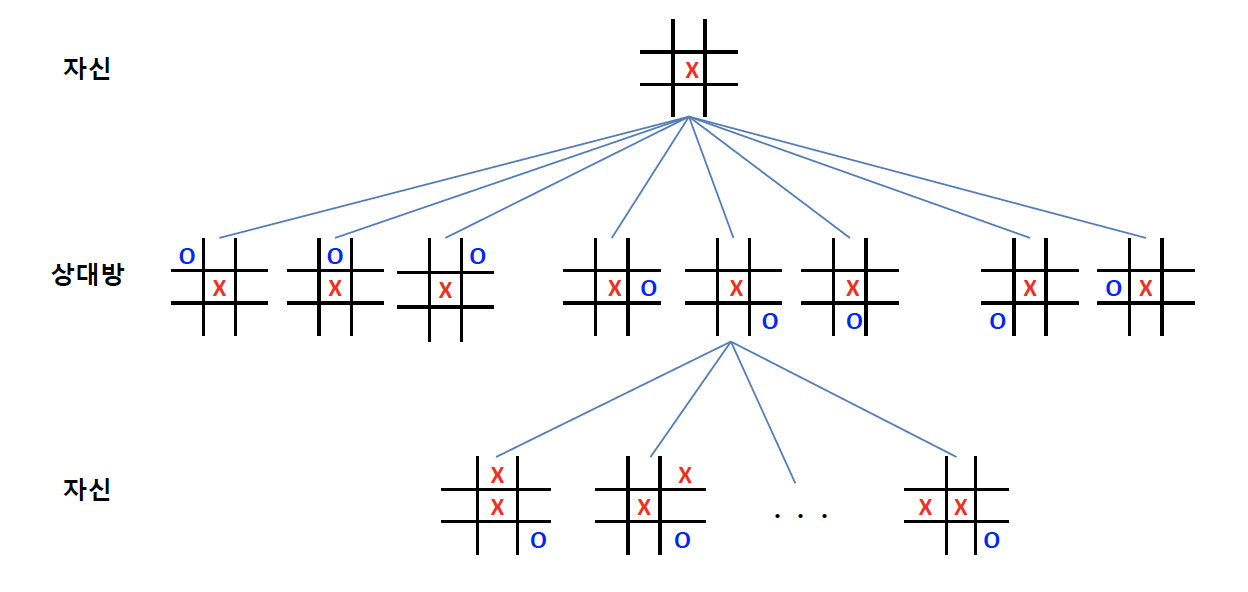 자신
X
O O O
X X X X O X X X O X
O O O
상대방
X X
X X X X
O O . . . O
자신